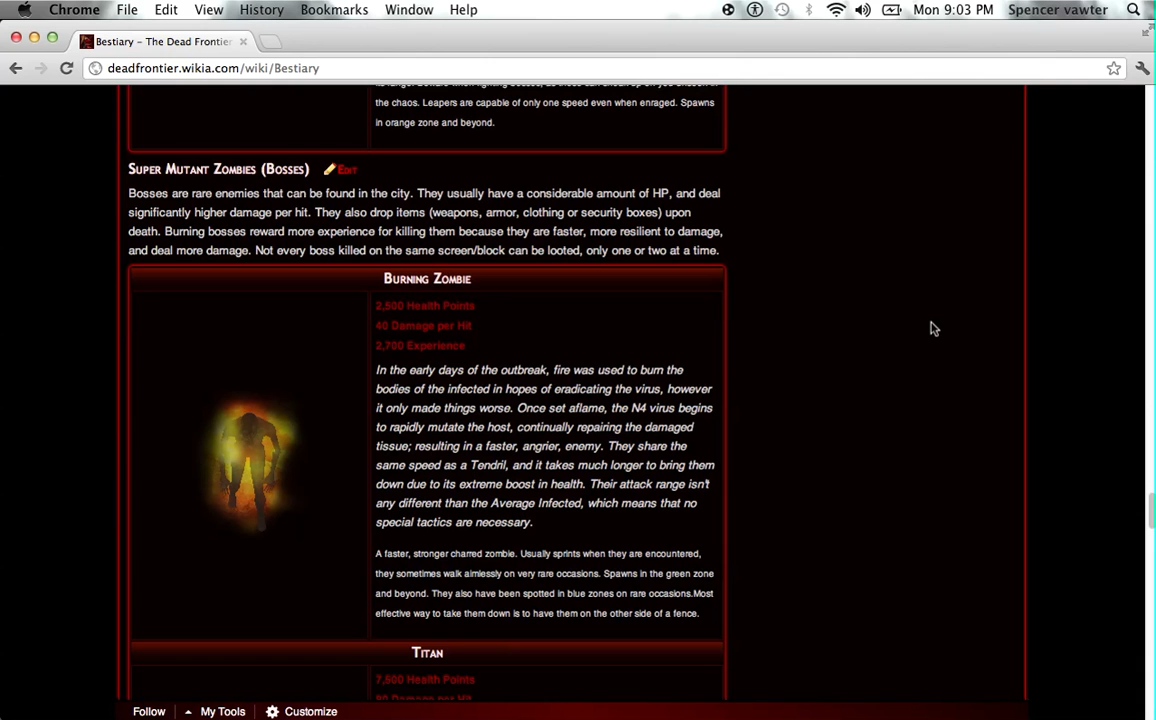 Chrome File Edit View History Bookmarks Window Help Mon 9:03 PM Spencer vawter
Bestiary – The Dead Frontier
deadfrontier.wikia.com/wiki/Bestiary
the chaos. Leapers are capable of only one speed even when enraged. Spawns
in orange zone and beyond.
Super Mutant Zombies (Bosses) Edit
Bosses are rare enemies that can be found in the city. They usually have a considerable amount of HP, and deal
significantly higher damage per hit. They also drop items (weapons, armor, clothing or security boxes) upon
death. Burning bosses reward more experience for killing them because they are faster, more resilient to damage,
and deal more damage. Not every boss killed on the same screen/block can be looted, only one or two at a time.
Burning Zombie
2,500 Health Points
40 Damage per Hit
2,700 Experience
In the early days of the outbreak, fire was used to burn the
bodies of the infected in hopes of eradicating the virus, however
it only made things worse. Once set aflame, the N4 virus begins
to rapidly mutate the host, continually repairing the damaged
tissue; resulting in a faster, angrier, enemy. They share the
same speed as a Tendril, and it takes much longer to bring them
down due to its extreme boost in health. Their attack range isn't
any different than the Average Infected, which means that no
special tactics are necessary.
A faster, stronger charred zombie. Usually sprints when they are encountered,
they sometimes walk aimlessly on very rare occasions. Spawns in the green zone
and beyond. They also have been spotted in blue zones on rare occasions.Most
effective way to take them down is to have them on the other side of a fence.
Titan
7,500 Health Points
Damage per Hit
Follow My Tools Customize